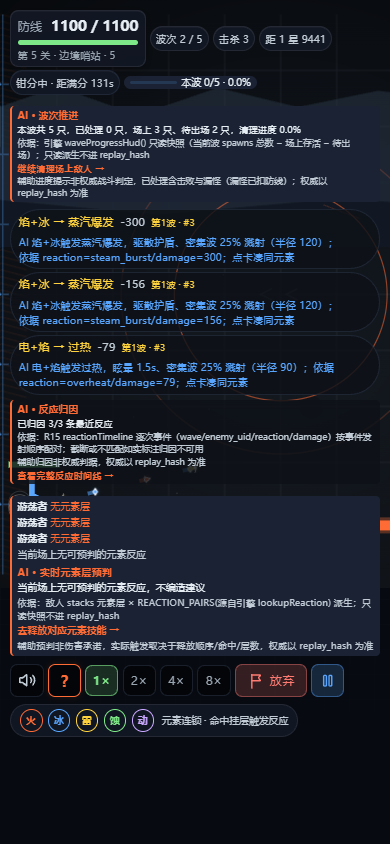 防线 1100 / 1100
第 5 关 · 边境哨站 · 5
波次 2 / 5
击杀 3
距 1 星 9441
钳分中 · 距满分 131s
本波 0/5 · 0.0%
AI • 波次推进
本波共 5 只，已处理 0 只，场上 3 只、待出场 2 只，清理进度 0.0%
依据：引擎 waveProgressHud() 只读快照（当前波 spawns 总数 − 场上存活 − 待出
场）；只读派生不进 replay_hash
继续清理场上敌人 →
辅助进度提示非权威战斗判定，已处理含击败与漏怪（漏怪已扣防线）；权威以
replay_hash 为准
焰+冰 → 蒸汽爆发 -300 第1波 · #3
AI 焰+冰触发蒸汽爆发，驱散护盾、密集波 25% 溅射（半径 120）；
依据 reaction=steam_burst/damage=300；点卡凑同元素
焰+冰 → 蒸汽爆发 -156 第1波 · #3
AI 焰+冰触发蒸汽爆发，驱散护盾、密集波 25% 溅射（半径 120）；
依据 reaction=steam_burst/damage=156；点卡凑同元素
电+焰 → 过热 -79 第1波 · #3
AI 电+焰触发过热，眩晕 1.5s、密集波 25% 溅射（半径 90）；依据
reaction=overheat/damage=79；点卡凑同元素
AI • 反应归因
已归因 3/3 条最近反应
依据：R15 reactionTimeline 逐次事件（wave/enemy_uid/reaction/damage）按事件发
射顺序配对；截断或不匹配如实标注归因不可用
辅助归因非权威判据，权威以 replay_hash 为准
查看完整反应时间线 →
游荡者 无元素层
游荡者 无元素层
游荡者 无元素层
当前场上无可预判的元素反应
AI • 实时元素层预判
当前场上无可预判的元素反应，不编造建议
依据：敌人 stacks 元素层 × REACTION_PAIRS(源自引擎 lookupReaction) 派生；只
读快照不进 replay_hash
去释放对应元素技能 →
辅助预判非伤害承诺，实际触发取决于释放顺序/命中/层数，权威以 replay_hash 为准
?
1×
2×
4×
8×
放弃
火 冰 雷 蚀 动 元素连锁 · 命中挂层触发反应